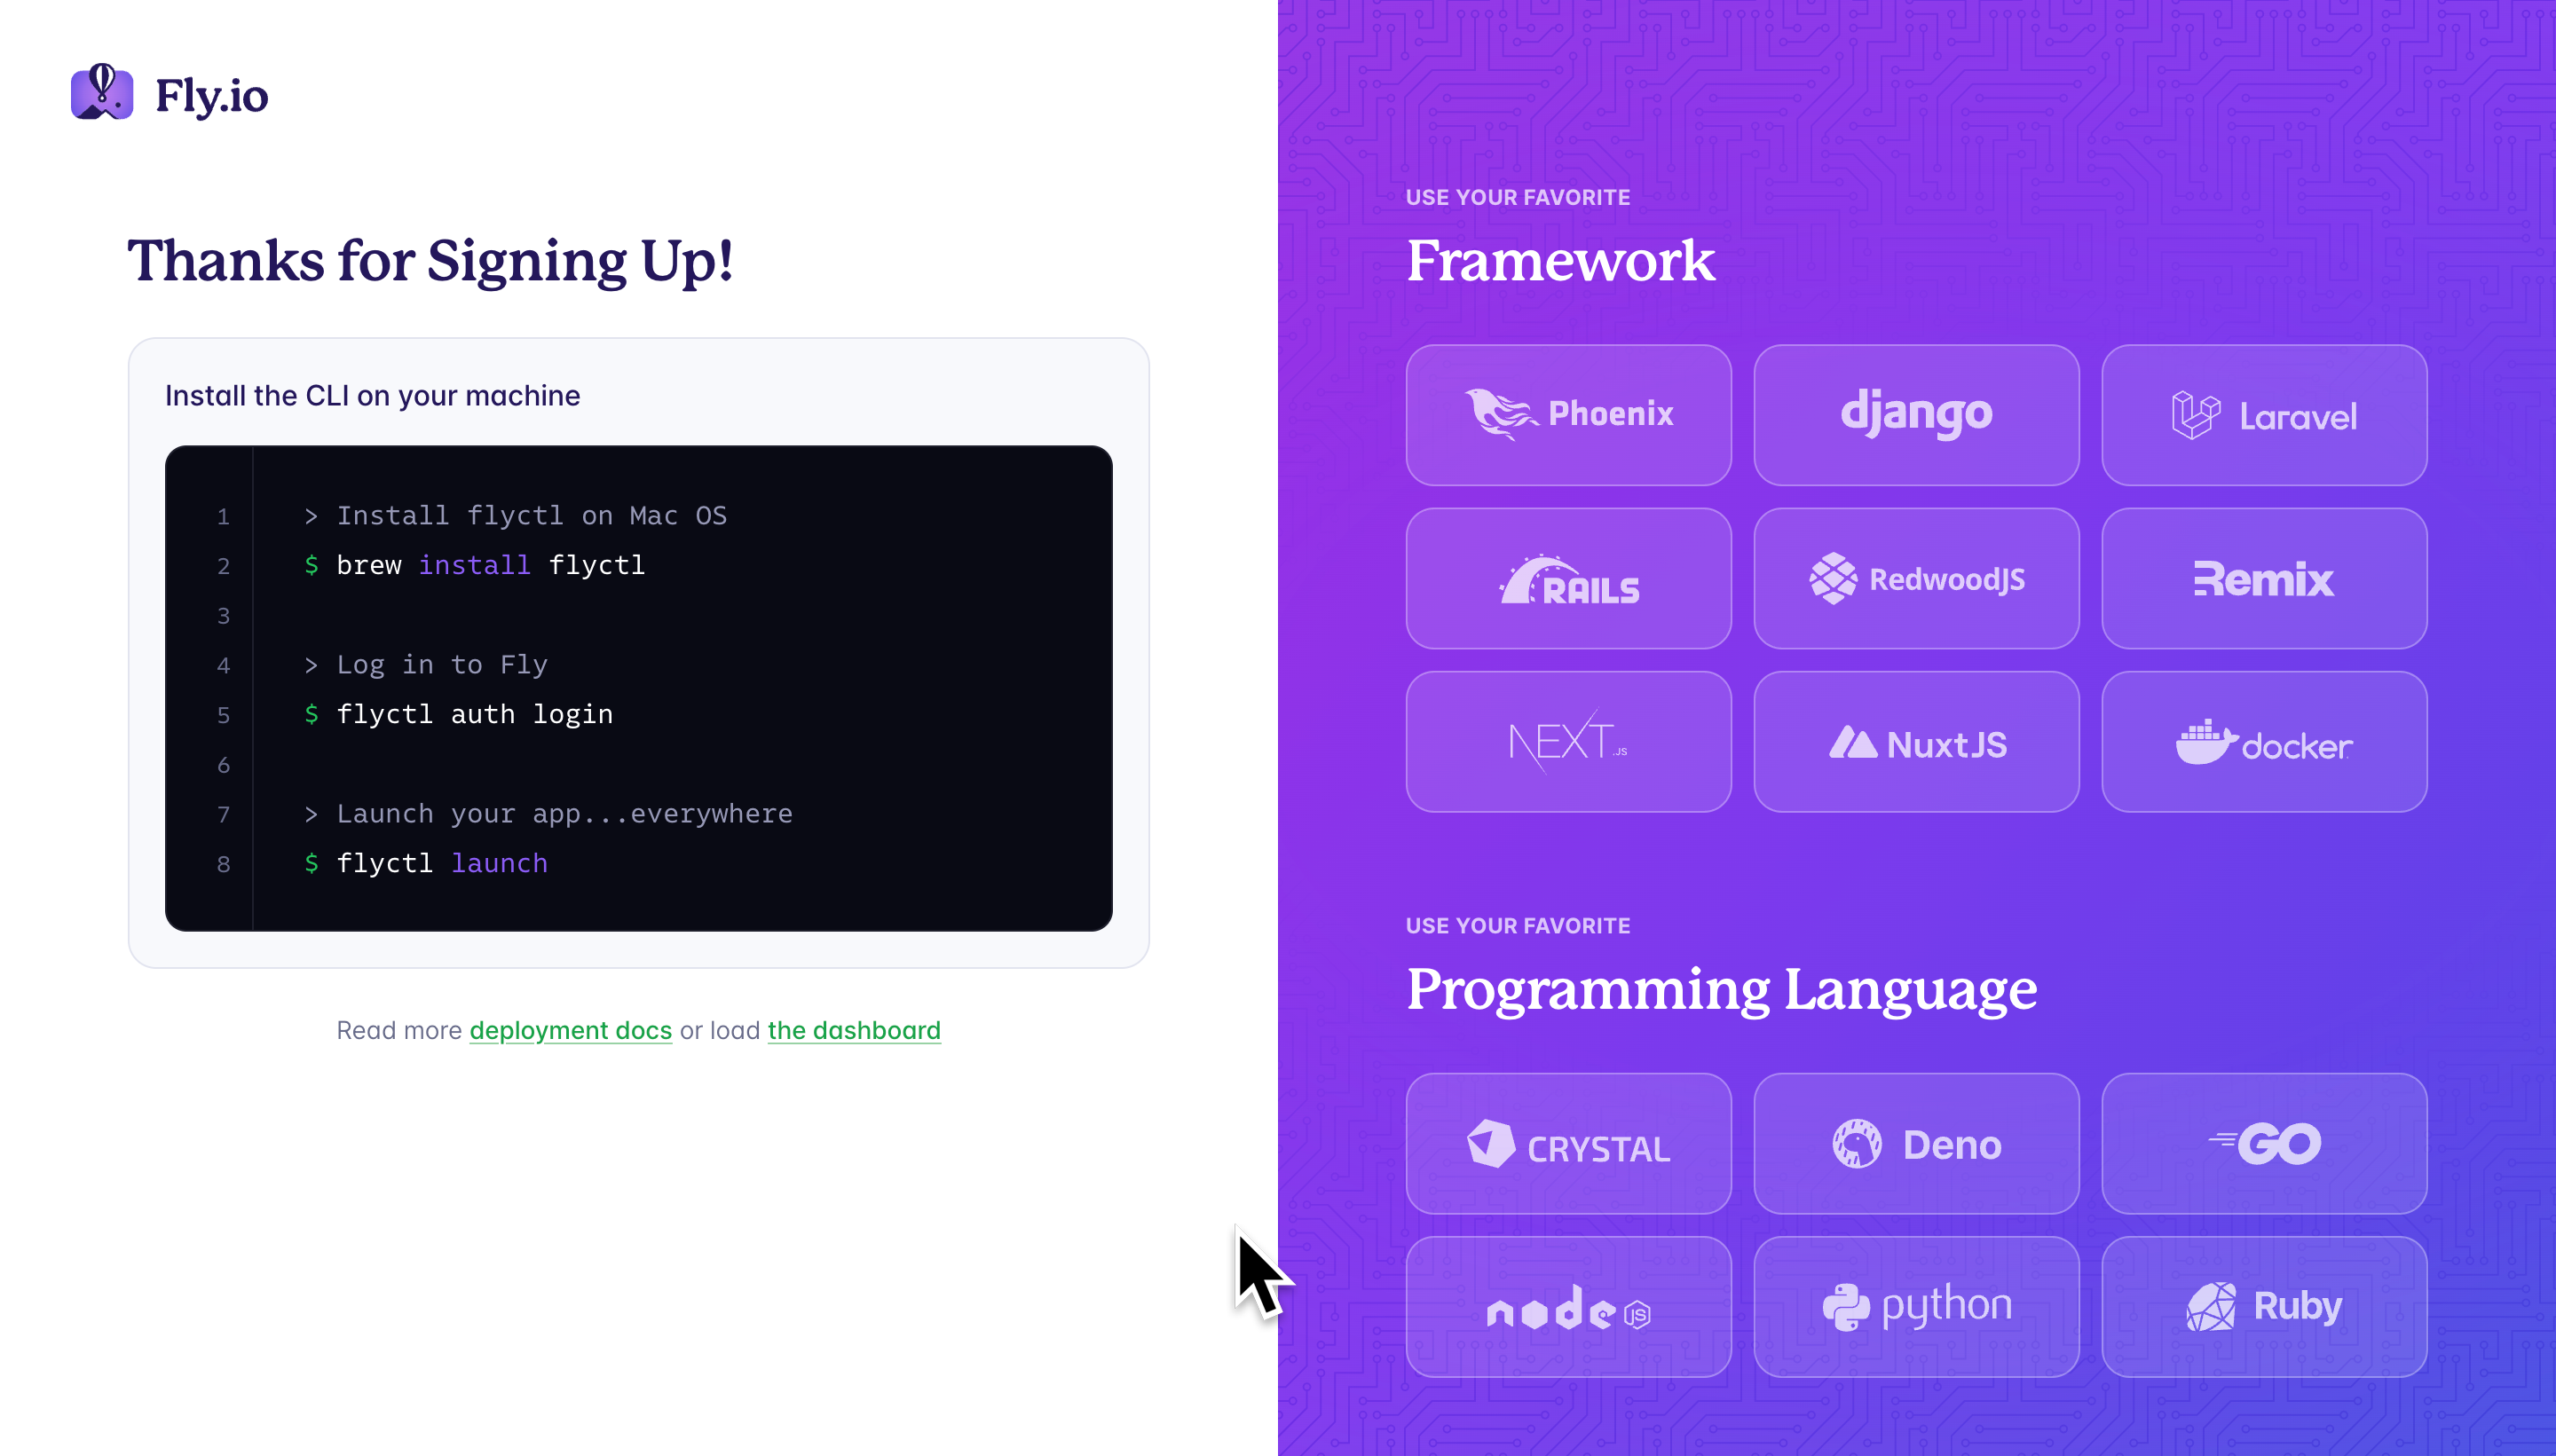 Fly.io
Thanks for Signing Up!
Install the CLI on your machine
1 > Install flyctl on Mac OS
2 $ brew install flyctl
3
4 > Log in to Fly
5 $ flyctl auth login
6
7 > Launch your app...everywhere
8 $ flyctl launch
Read more deployment docs or load the dashboard
USE YOUR FAVORITE
Framework
Phoenix
django
Laravel
RAILS
RedwoodJS
Remix
NEXT.JS
NuxtJS
docker
USE YOUR FAVORITE
Programming Language
CRYSTAL
Deno
GO
node JS
python
Ruby